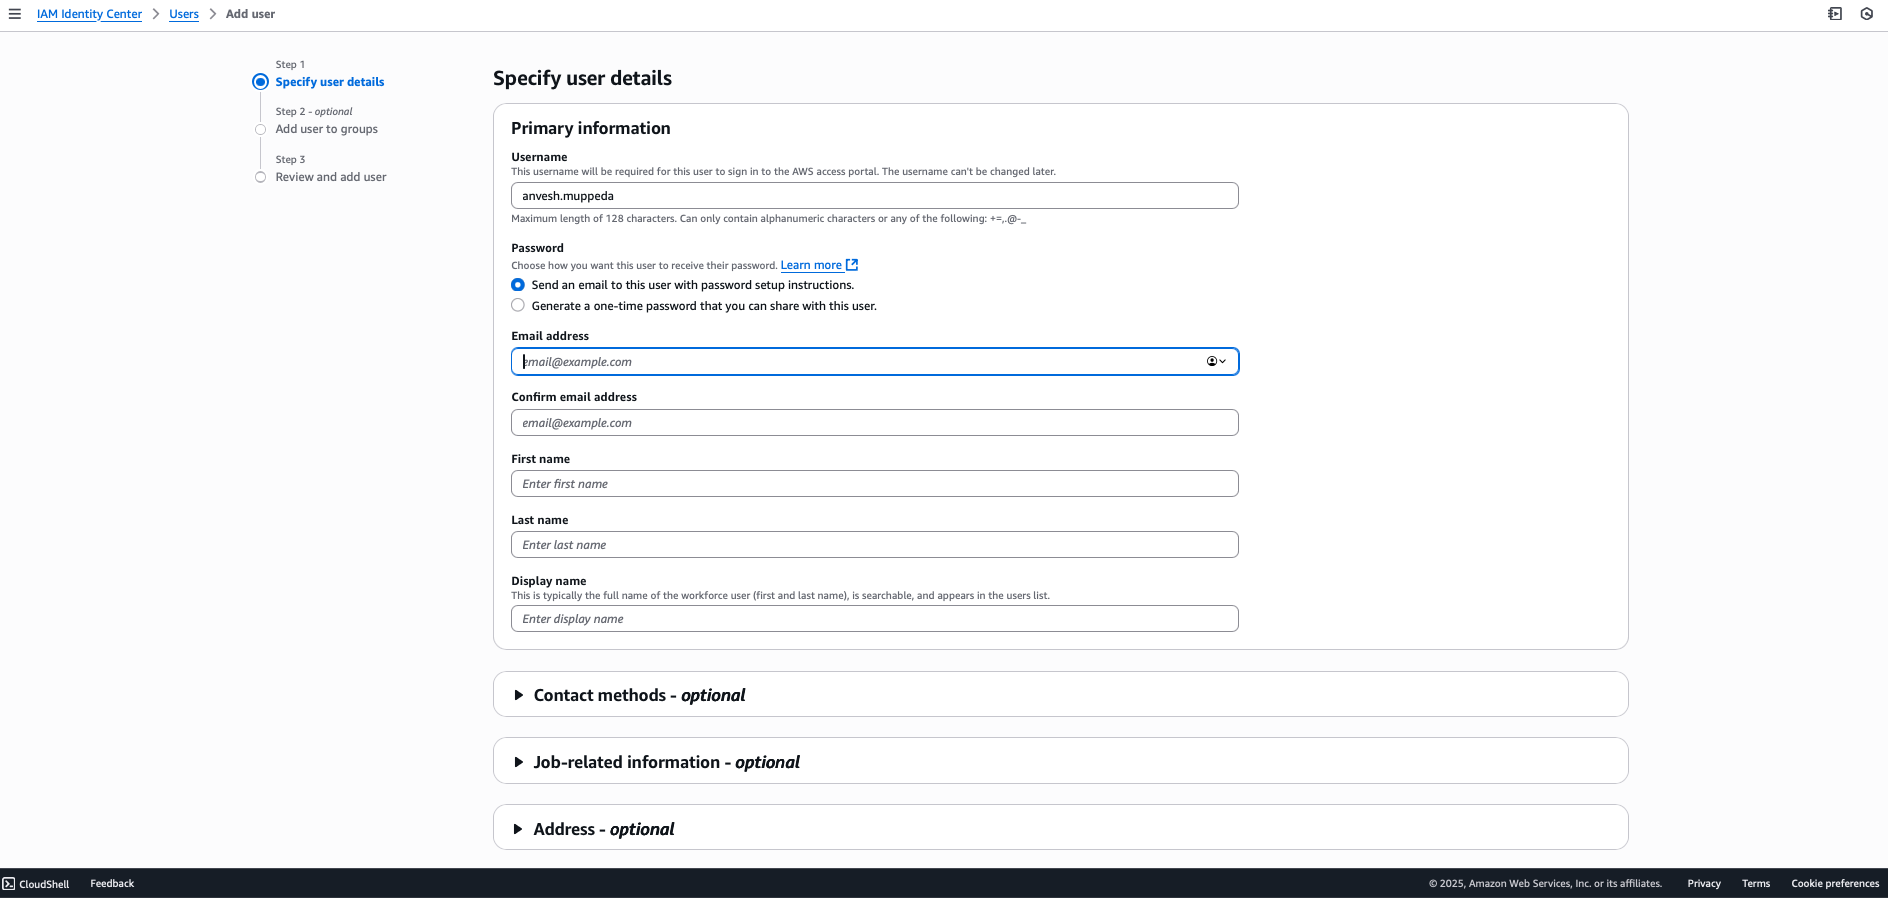 IAM Identity Center > Users > Add user
Step 1
Specify user details
Step 2 - optional
Add user to groups
Step 3
Review and add user
Specify user details
Primary information
Username
This username will be required for this user to sign in to the AWS access portal. The username can't be changed later.
anvesh.muppeda
Maximum length of 128 characters. Can only contain alphanumeric characters or any of the following: +=,.@-_
Password
Choose how you want this user to receive their password. Learn more
Send an email to this user with password setup instructions.
Generate a one-time password that you can share with this user.
Email address
email@example.com
Confirm email address
email@example.com
First name
Enter first name
Last name
Enter last name
Display name
This is typically the full name of the workforce user (first and last name), is searchable, and appears in the users list.
Enter display name
Contact methods - optional
Job-related information - optional
Address - optional
CloudShell Feedback © 2025, Amazon Web Services, Inc. or its affiliates. Privacy Terms Cookie preferences